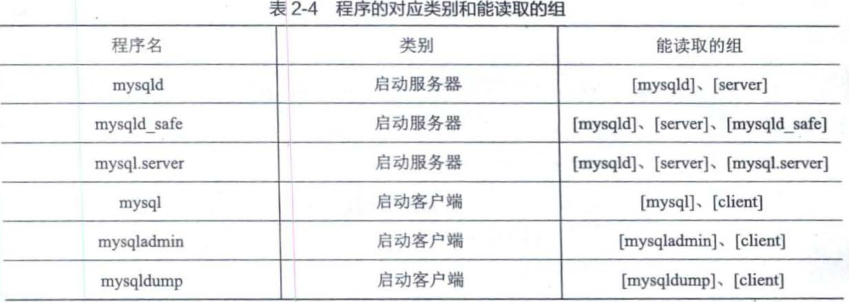 表 2-4 程序的对应类别和能读取的组
程序名 类别 能读取的组
mysqld 启动服务器 [mysqld]、[server]
mysqld_safe 启动服务器 [mysqld]、[server]、[mysqld_safe]
mysql.server 启动服务器 [mysqld]、[server]、[mysql.server]
mysql 启动客户端 [mysql]、[client]
mysqladmin 启动客户端 [mysqladmin]、[client]
mysqldump 启动客户端 [mysqldump]、[client]